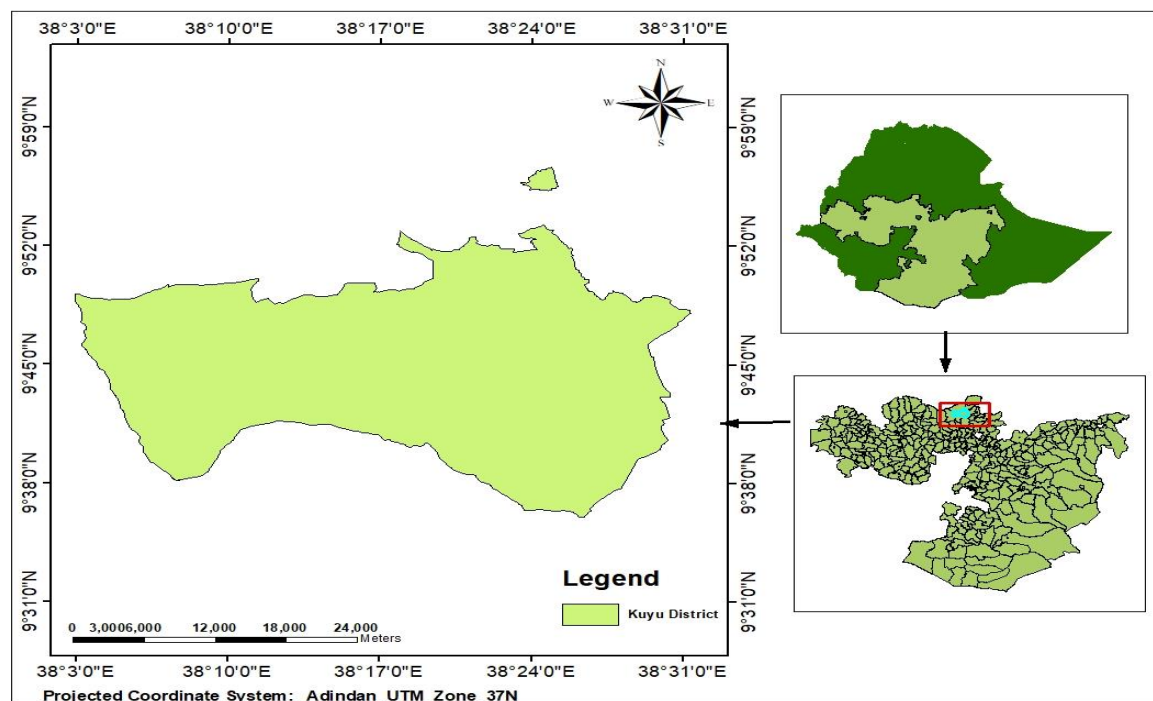 38°3'0"E 38°10'0"E 38°17'0"E 38°24'0"E 38°31'0"E
N
W E
S
9°59'0"N 9°59'0"N
9°52'0"N 9°52'0"N
9°45'0"N 9°45'0"N
9°38'0"N 9°38'0"N
9°31'0"N 9°31'0"N
Legend
Kuyu District
0 3,0006,000 12,000 18,000 24,000
Meters
38°3'0"E 38°10'0"E 38°17'0"E 38°24'0"E 38°31'0"E
Projected Coordinate System: Adindan UTM Zone 37N